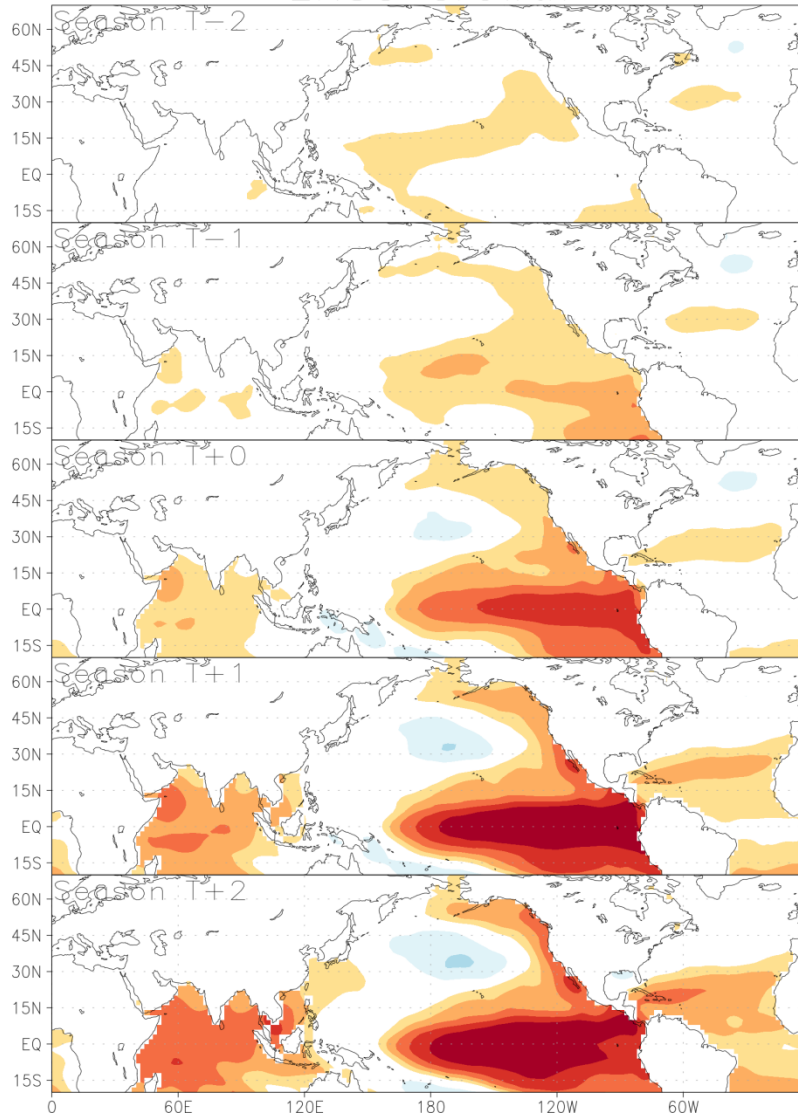 Season T-2
60N
45N
30N
15N
EQ
15S
Season T-1
60N
45N
30N
15N
EQ
15S
Season T+0
60N
45N
30N
15N
EQ
15S
Season T+1
60N
45N
30N
15N
EQ
15S
Season T+2
60N
45N
30N
15N
EQ
15S
0 60E 120E 180 120W 60W